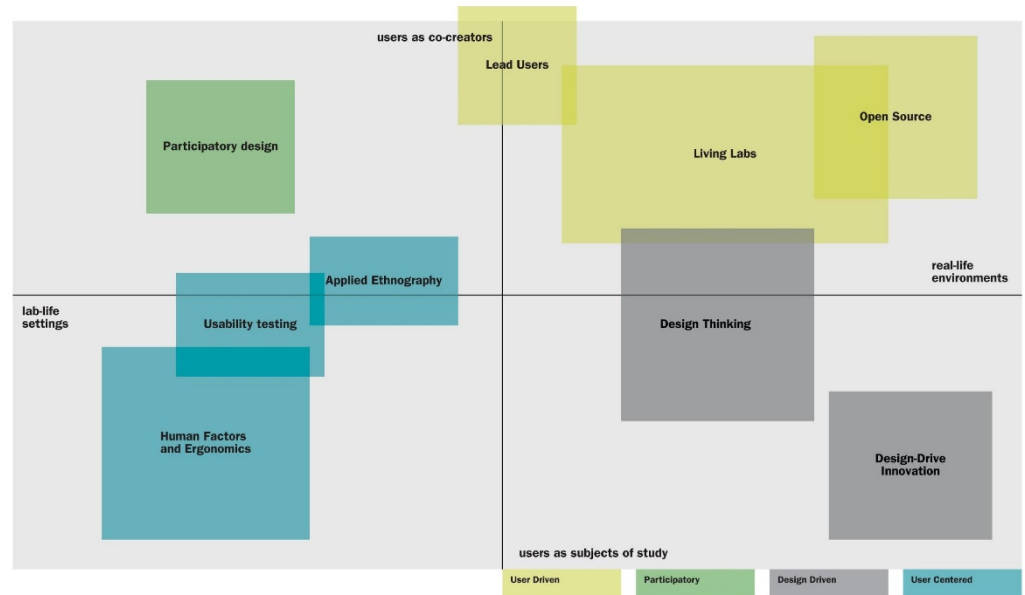 users as co-creators
Lead Users
Open Source
Participatory design
Living Labs
real-life
environments
Applied Ethnography
lab-life
settings
Usability testing
Design Thinking
Human Factors
and Ergonomics
Design-Drive
Innovation
users as subjects of study
User Driven
Participatory
Design Driven
User Centered